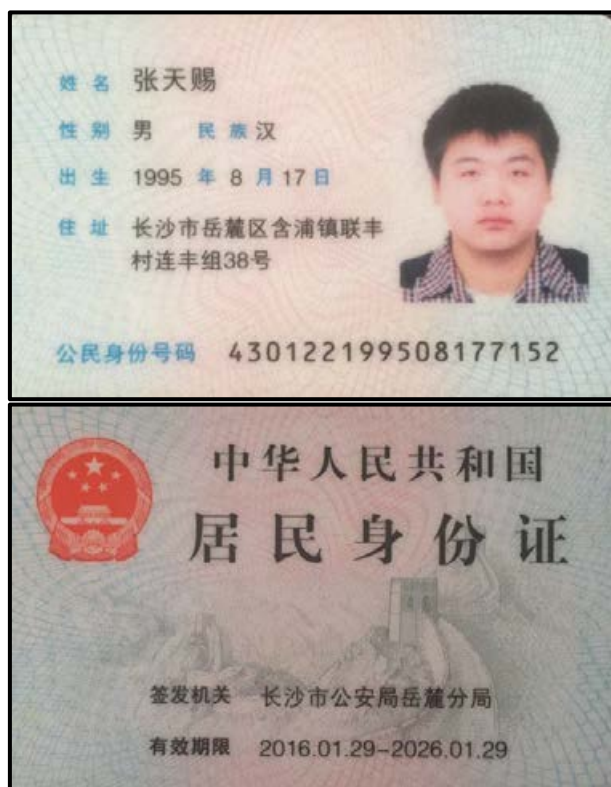 姓名 张天赐
性别 男 民族 汉
出生 1995 年 8 月 17 日
住址 长沙市岳麓区含浦镇联丰
村连丰组38号
公民身份号码 430122199508177152
中华人民共和国
居民身份证
签发机关 长沙市公安局岳麓分局
有效期限 2016.01.29-2026.01.29